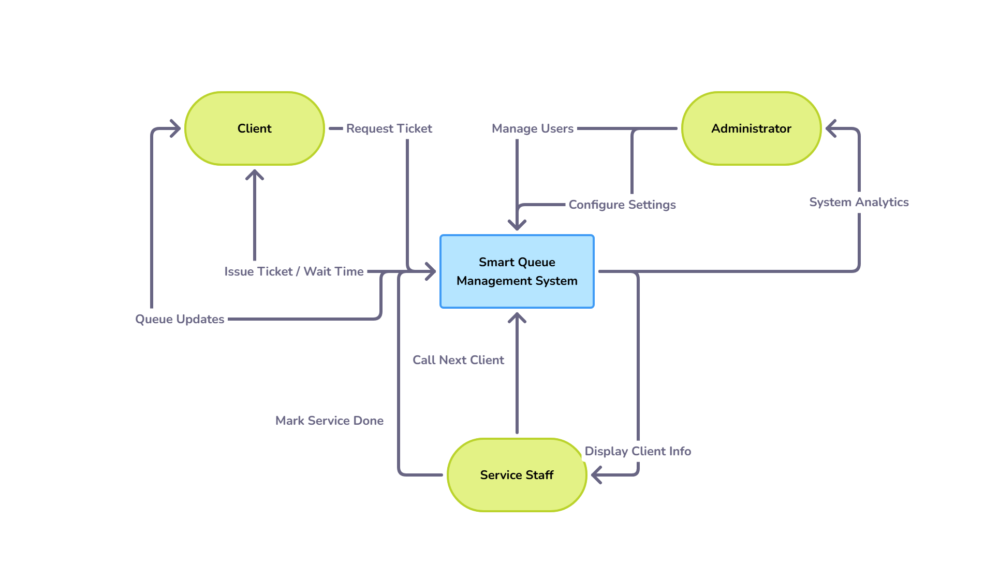 Client
Request Ticket
Manage Users
Administrator
Configure Settings
System Analytics
Smart Queue
Management System
Issue Ticket / Wait Time
Queue Updates
Call Next Client
Mark Service Done
Display Client Info
Service Staff